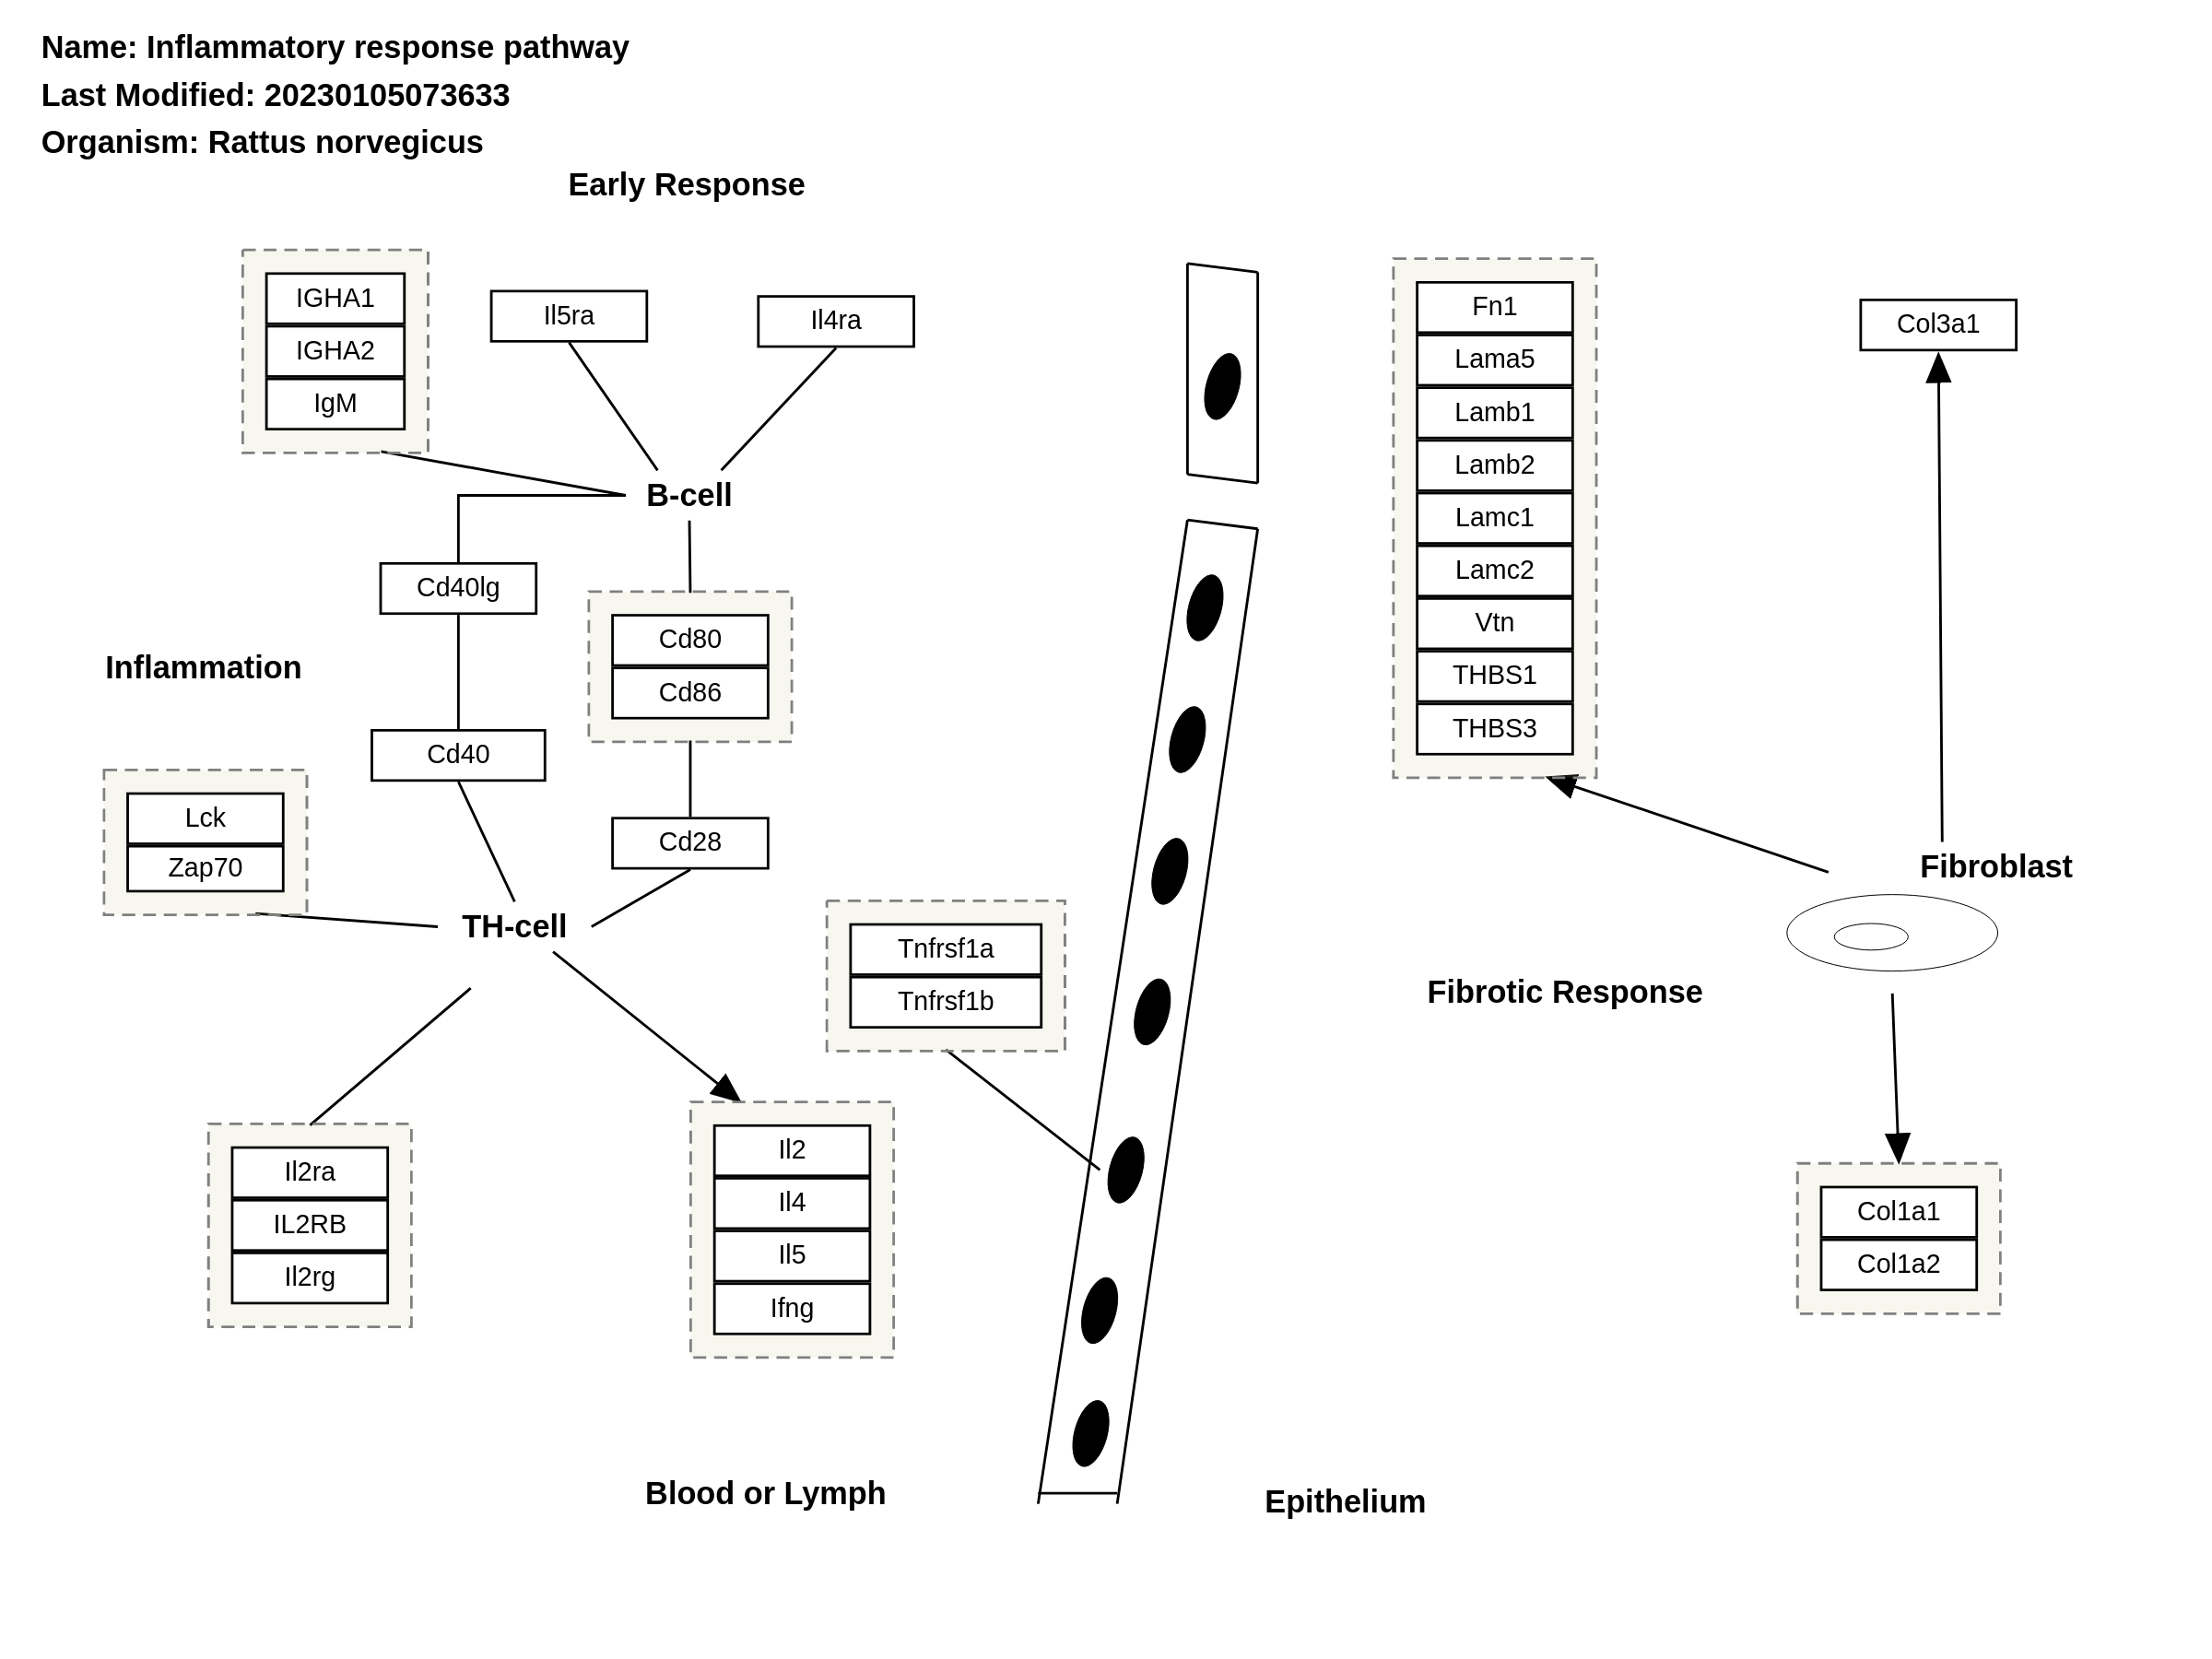 Name: Inflammatory response pathway
Last Modified: 20230105073633
Organism: Rattus norvegicus
Early Response
IGHA1
IGHA2
IgM
Il5ra
Il4ra
B-cell
Cd40lg
Cd80
Cd86
Inflammation
Cd40
Lck
Zap70
Cd28
TH-cell
Tnfrsf1a
Tnfrsf1b
Il2ra
IL2RB
Il2rg
Il2
Il4
Il5
Ifng
Blood or Lymph
Fn1
Lama5
Lamb1
Lamb2
Lamc1
Lamc2
Vtn
THBS1
THBS3
Col3a1
Fibroblast
Fibrotic Response
Col1a1
Col1a2
Epithelium